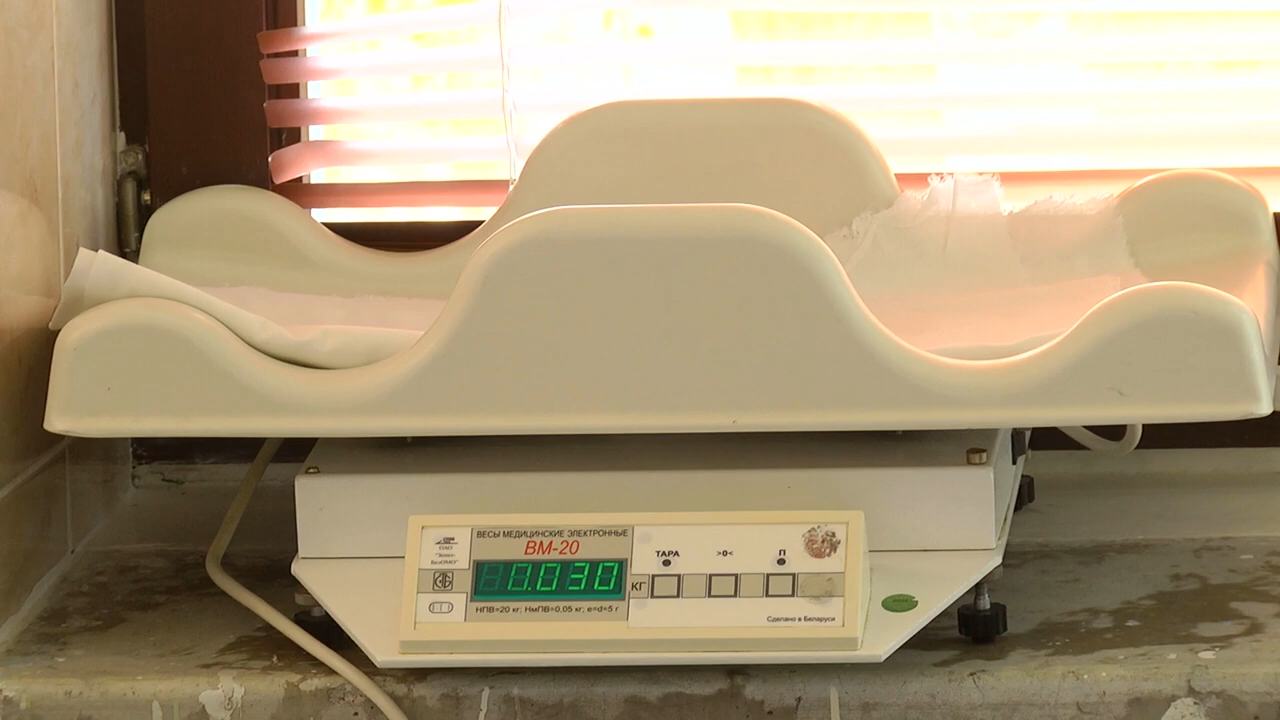 ВЕСЫ МЕДИЦИНСКИЕ ЭЛЕКТРОННЫЕ
ВМ-20
0.030
КГ
НПВ=20 кг; НмПВ=0,05 кг; e=d=5 г
ОАО
ТАРА
>0<
П
Сделано в Беларуси